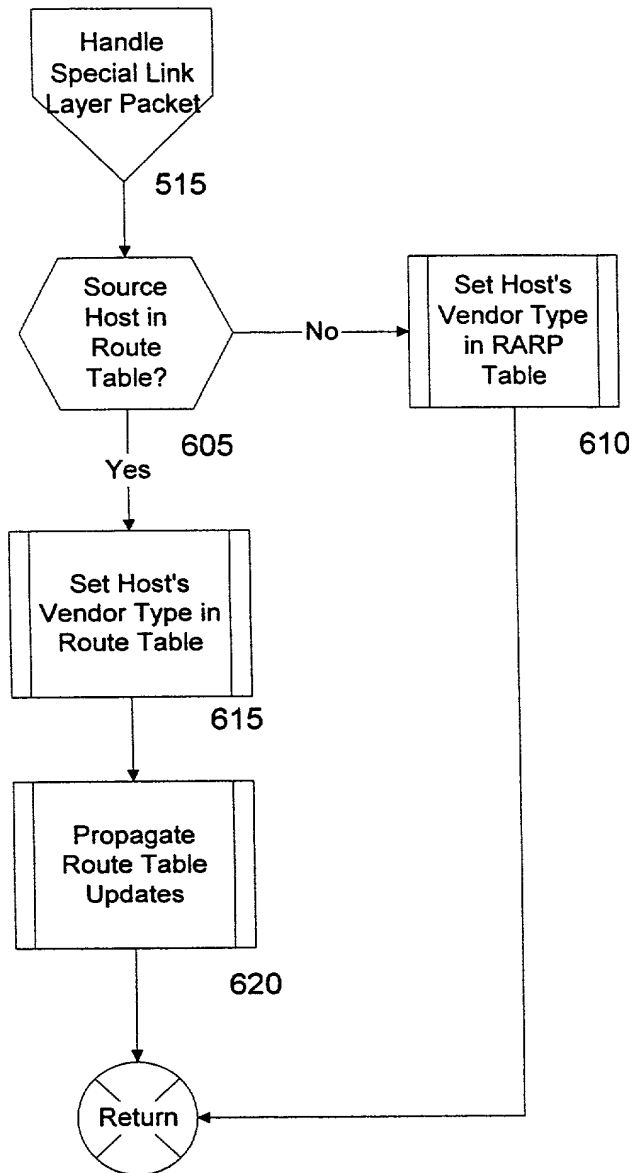 Handle
Special Link
Layer Packet
515
Source
Host in
Route
Table?
No
Set Host's
Vendor Type
in RARP
Table
605
610
Yes
Set Host's
Vendor Type in
Route Table
615
Propagate
Route Table
Updates
620
Return